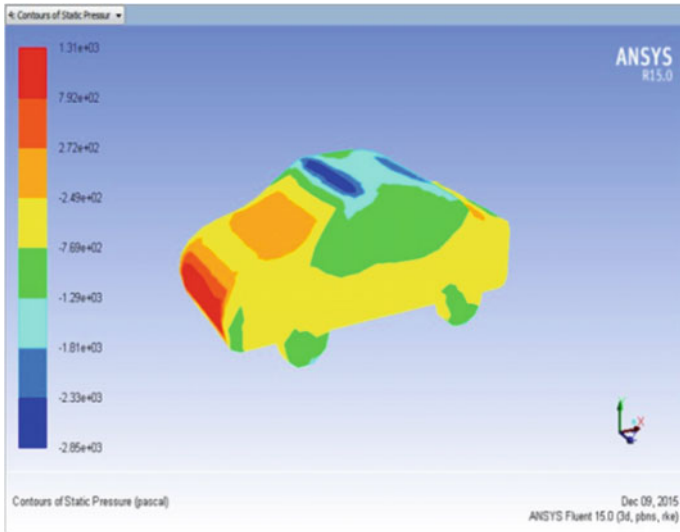 4: Contours of Static Pressur
1.31e+03
7.92e+02
2.72e+02
-2.49e+02
-7.69e+02
-1.29e+03
-1.81e+03
-2.33e+03
-2.85e+03
ANSYS
R15.0
Y
X
Contours of Static Pressure (pascal)
Dec 09, 2015
ANSYS Fluent 15.0 (3d, pbns, rke)